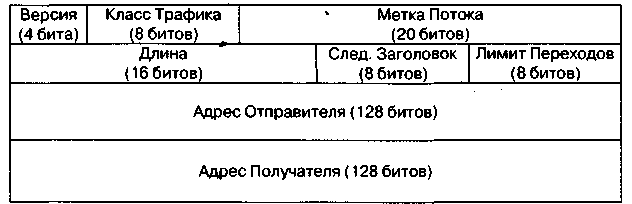 Версия Класс Трафика Метка Потока
(4 бита) (8 битов) (20 битов)
Длина След. Заголовок Лимит Переходов
(16 битов) (8 битов) (8 битов)
Адрес Отправителя (128 битов)
Адрес Получателя (128 битов)